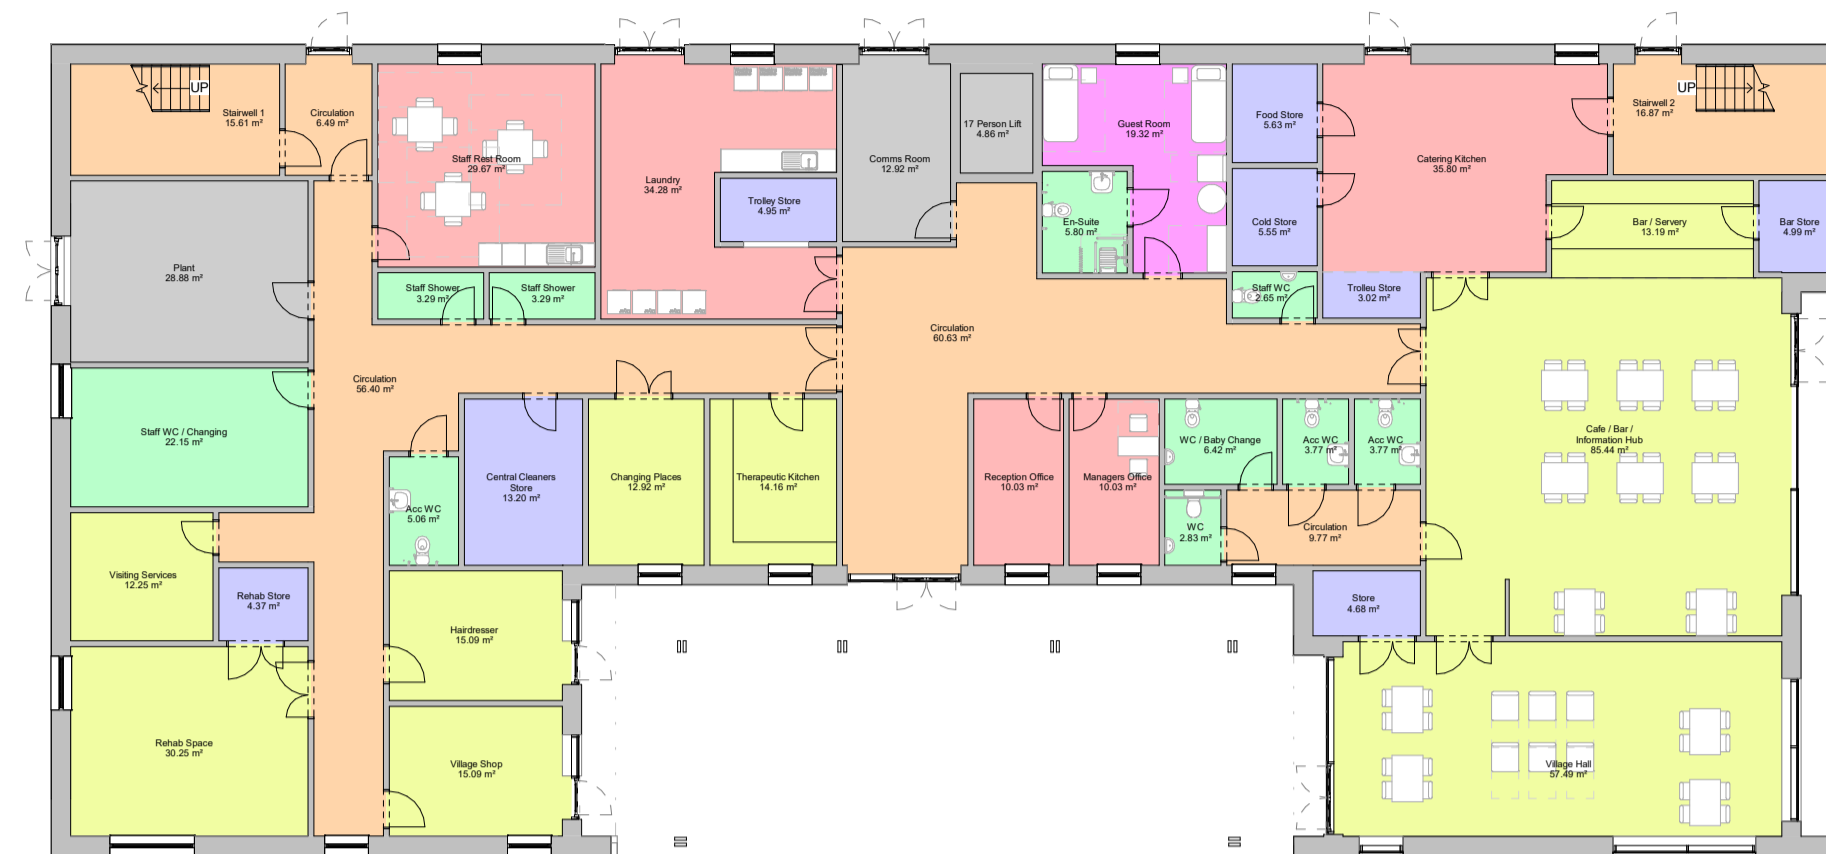 UP
Stairwell 1
15.61 m²
Circulation
6.49 m²
Staff Rest Room
29.67 m²
Laundry
34.28 m²
Trolley Store
4.95 m²
Comms Room
12.92 m²
17 Person Lift
4.86 m²
Guest Room
19.32 m²
En-Suite
5.80 m²
Food Store
5.63 m²
Cold Store
5.55 m²
Catering Kitchen
35.80 m²
UP
Stairwell 2
16.87 m²
Bar / Servery
13.19 m²
Bar Store
4.99 m²
Plant
28.88 m²
Staff Shower
3.29 m²
Staff Shower
3.29 m²
Circulation
60.63 m²
Staff WC
2.65 m²
Trolleu Store
3.02 m²
Circulation
56.40 m²
Staff WC / Changing
22.15 m²
Acc WC
5.06 m²
Central Cleaners
Store
13.20 m²
Changing Places
12.92 m²
Therapeutic Kitchen
14.16 m²
Reception Office
10.03 m²
Managers Office
10.03 m²
WC / Baby Change
6.42 m²
Acc WC
3.77 m²
Acc WC
3.77 m²
Cafe / Bar /
Information Hub
85.44 m²
WC
2.83 m²
Circulation
9.77 m²
Visiting Services
12.25 m²
Rehab Store
4.37 m²
Hairdresser
15.09 m²
Store
4.68 m²
Rehab Space
30.25 m²
Village Shop
15.09 m²
Village Hall
57.49 m²